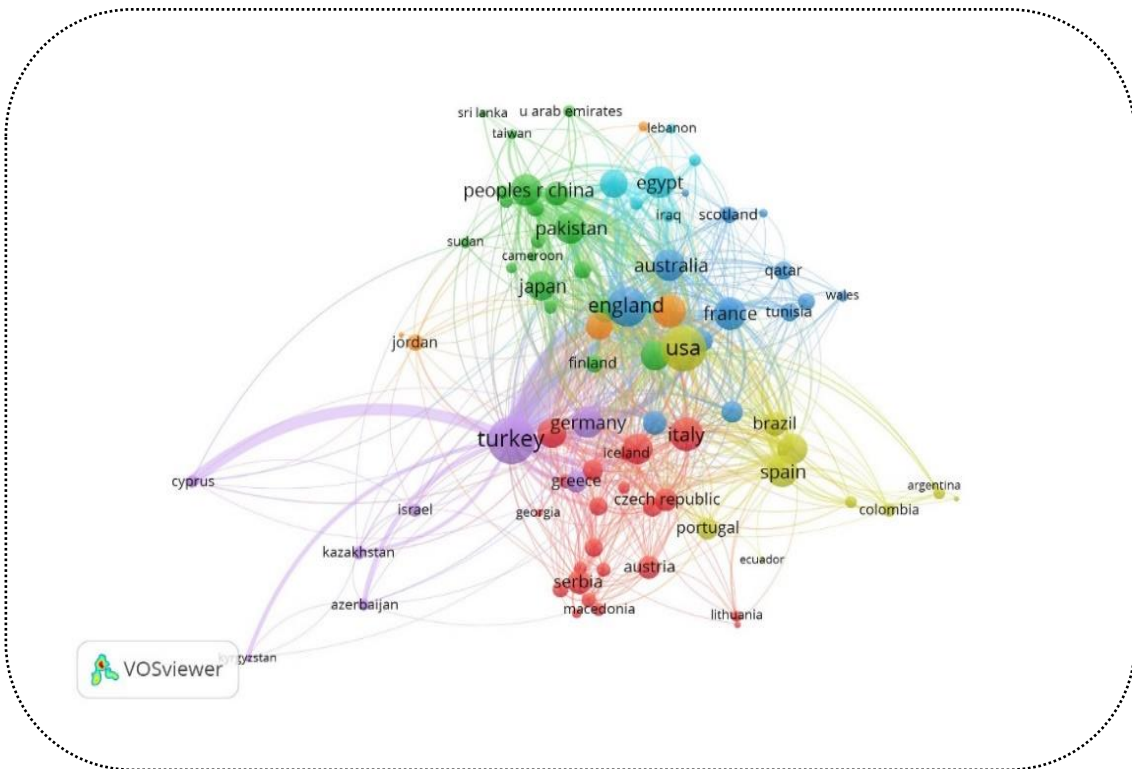 sri lanka
u arab emirates
taiwan
lebanon
peoples r china
egypt
iraq
scotland
pakistan
sudan
cameroon
australia
qatar
japan
england
wales
france
tunisia
jordan
usa
finland
turkey
germany
italy
brazil
iceland
cyprus
greece
spain
argentina
israel
georgia
czech republic
colombia
portugal
kazakhstan
ecuador
serbia
austria
azerbaijan
macedonia
lithuania
kyrgyzstan
VOSviewer